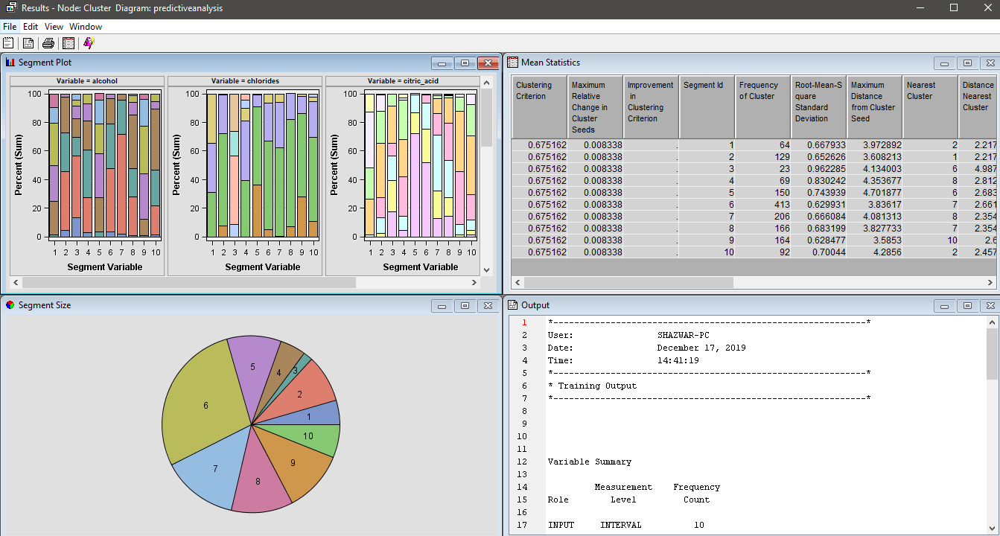 Results - Node: Cluster Diagram: predictiveanalysis
File Edit View Window
Segment Plot
Variable = alcohol
Variable = chlorides
Variable = citric_acid
Percent (Sum)
100
80
60
40
20
0
1 2 3 4 5 6 7 8 9 10
Segment Variable
Percent (Sum)
100
80
60
40
20
0
1 2 3 4 5 6 7 8 9 10
Segment Variable
Percent (Sum)
100
80
60
40
20
0
1 2 3 4 5 6 7 8 9 10
Segment Variable
Mean Statistics
Clustering Criterion
Maximum Relative Change in Cluster Seeds
Improvement in Clustering Criterion
Segment Id
Frequency of Cluster
Root-Mean-Square Standard Deviation
Maximum Distance from Cluster Seed
Nearest Cluster
Distance Nearest Cluster
0.675162 0.008338 . 1 64 0.667933 3.972892 2 2.217
0.675162 0.008338 . 2 129 0.652626 3.608213 1 2.217
0.675162 0.008338 . 3 23 0.962285 4.134003 6 4.987
0.675162 0.008338 . 4 69 0.830242 4.353677 8 2.812
0.675162 0.008338 . 5 150 0.743939 4.701877 6 2.683
0.675162 0.008338 . 6 413 0.629931 3.83617 7 2.661
0.675162 0.008338 . 7 206 0.666084 4.081313 8 2.354
0.675162 0.008338 . 8 166 0.683199 3.827733 7 2.354
0.675162 0.008338 . 9 164 0.628477 3.5853 10 2.6
0.675162 0.008338 . 10 92 0.70044 4.2856 2 2.457
Segment Size
5
4
3
2
1
10
9
8
7
6
Output
1 *------------------------------------------------------------*
2 User: SHAZWAR-PC
3 Date: December 17, 2019
4 Time: 14:41:19
5 *------------------------------------------------------------*
6 * Training Output
7 *------------------------------------------------------------*
8
9
10
11
12 Variable Summary
13
14 Measurement Frequency
15 Role Level Count
16
17 INPUT INTERVAL 10